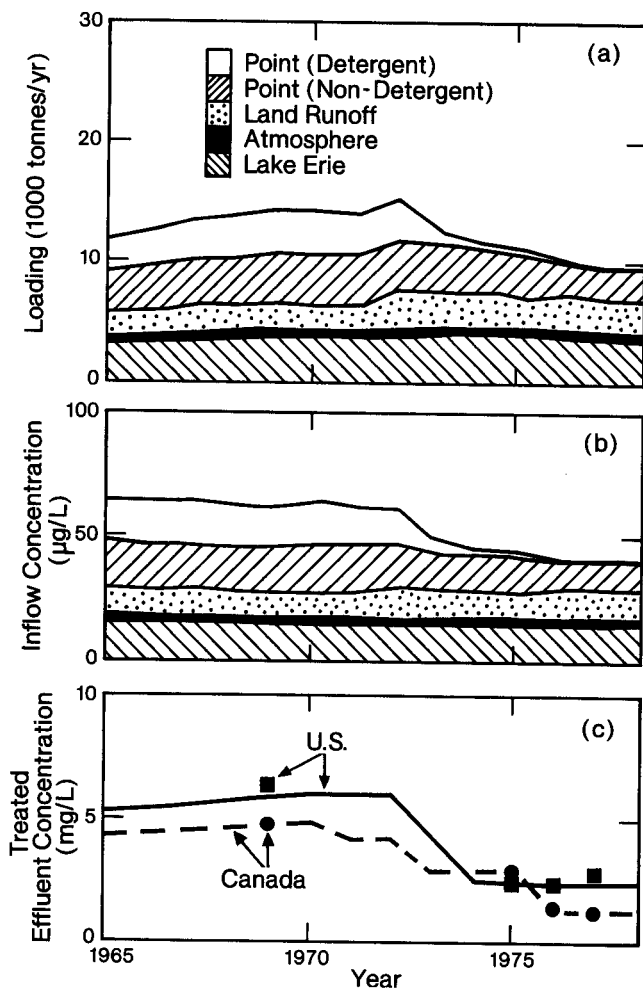 30
20
10
0
Loading (1000 tonnes/yr)
(a)
Point (Detergent)
Point (Non-Detergent)
Land Runoff
Atmosphere
Lake Erie
100
50
0
Inflow Concentration
(µg/L)
(b)
10
5
0
Treated
Effluent Concentration
(mg/L)
(c)
U.S.
Canada
1965
1970
1975
Year